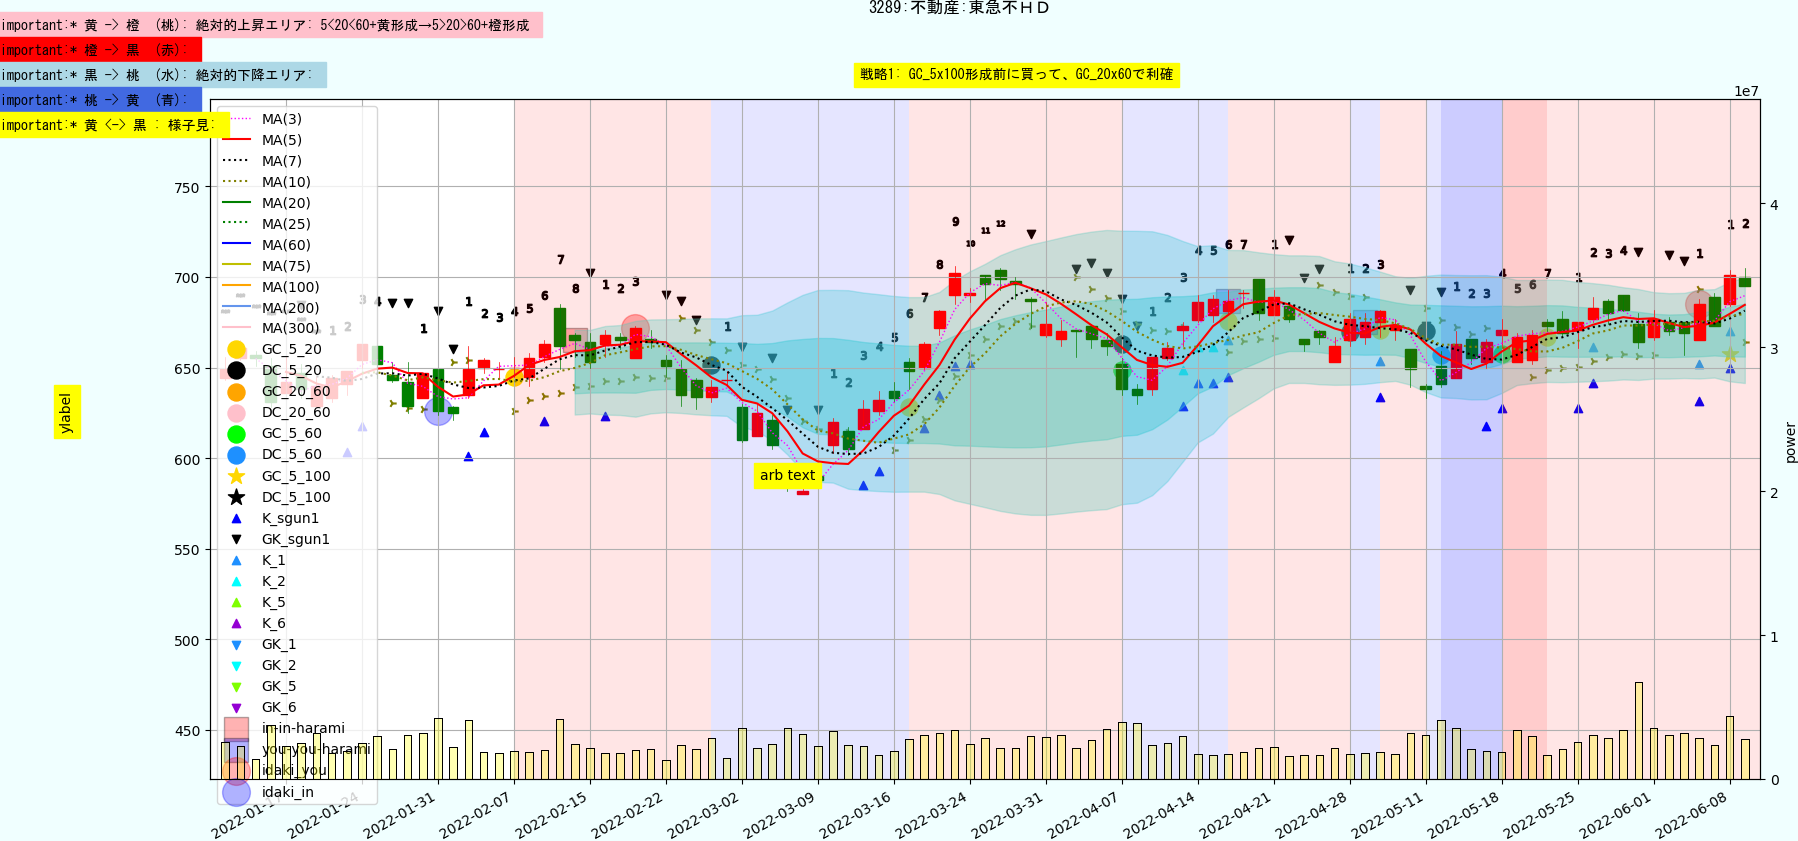 3289:不動産:東急不HD
important:* 黄 -> 橙 (桃): 絶対的上昇エリア: 5<20<60+黄形成→5>20>60+橙形成
important:* 橙 -> 黒 (赤):
important:* 黒 -> 桃 (水): 絶対的下降エリア:
戦略1: GC_5x100形成前に買って、GC_20x60で利確
important:* 桃 -> 黄 (青):
important:* 黄 <-> 黒 : 様子見:
1e7
MA(3)
MA(5)
MA(7)
MA(10)
MA(20)
MA(25)
MA(60)
MA(75)
MA(100)
MA(200)
MA(300)
GC_5_20
DC_5_20
GC_20_60
DC_20_60
GC_5_60
DC_5_60
GC_5_100
DC_5_100
K_sgun1
GK_sgun1
K_1
K_2
K_5
K_6
GK_1
GK_2
GK_5
GK_6
in-in-harami
you-you-harami
idaki_you
idaki_in
750
700
650
600
550
500
450
ylabel
arb text
4
3
2
1
0
power
2022-01-24
2022-01-31
2022-02-07
2022-02-15
2022-02-22
2022-03-02
2022-03-09
2022-03-16
2022-03-24
2022-03-31
2022-04-07
2022-04-14
2022-04-21
2022-04-28
2022-05-11
2022-05-18
2022-05-25
2022-06-01
2022-06-08